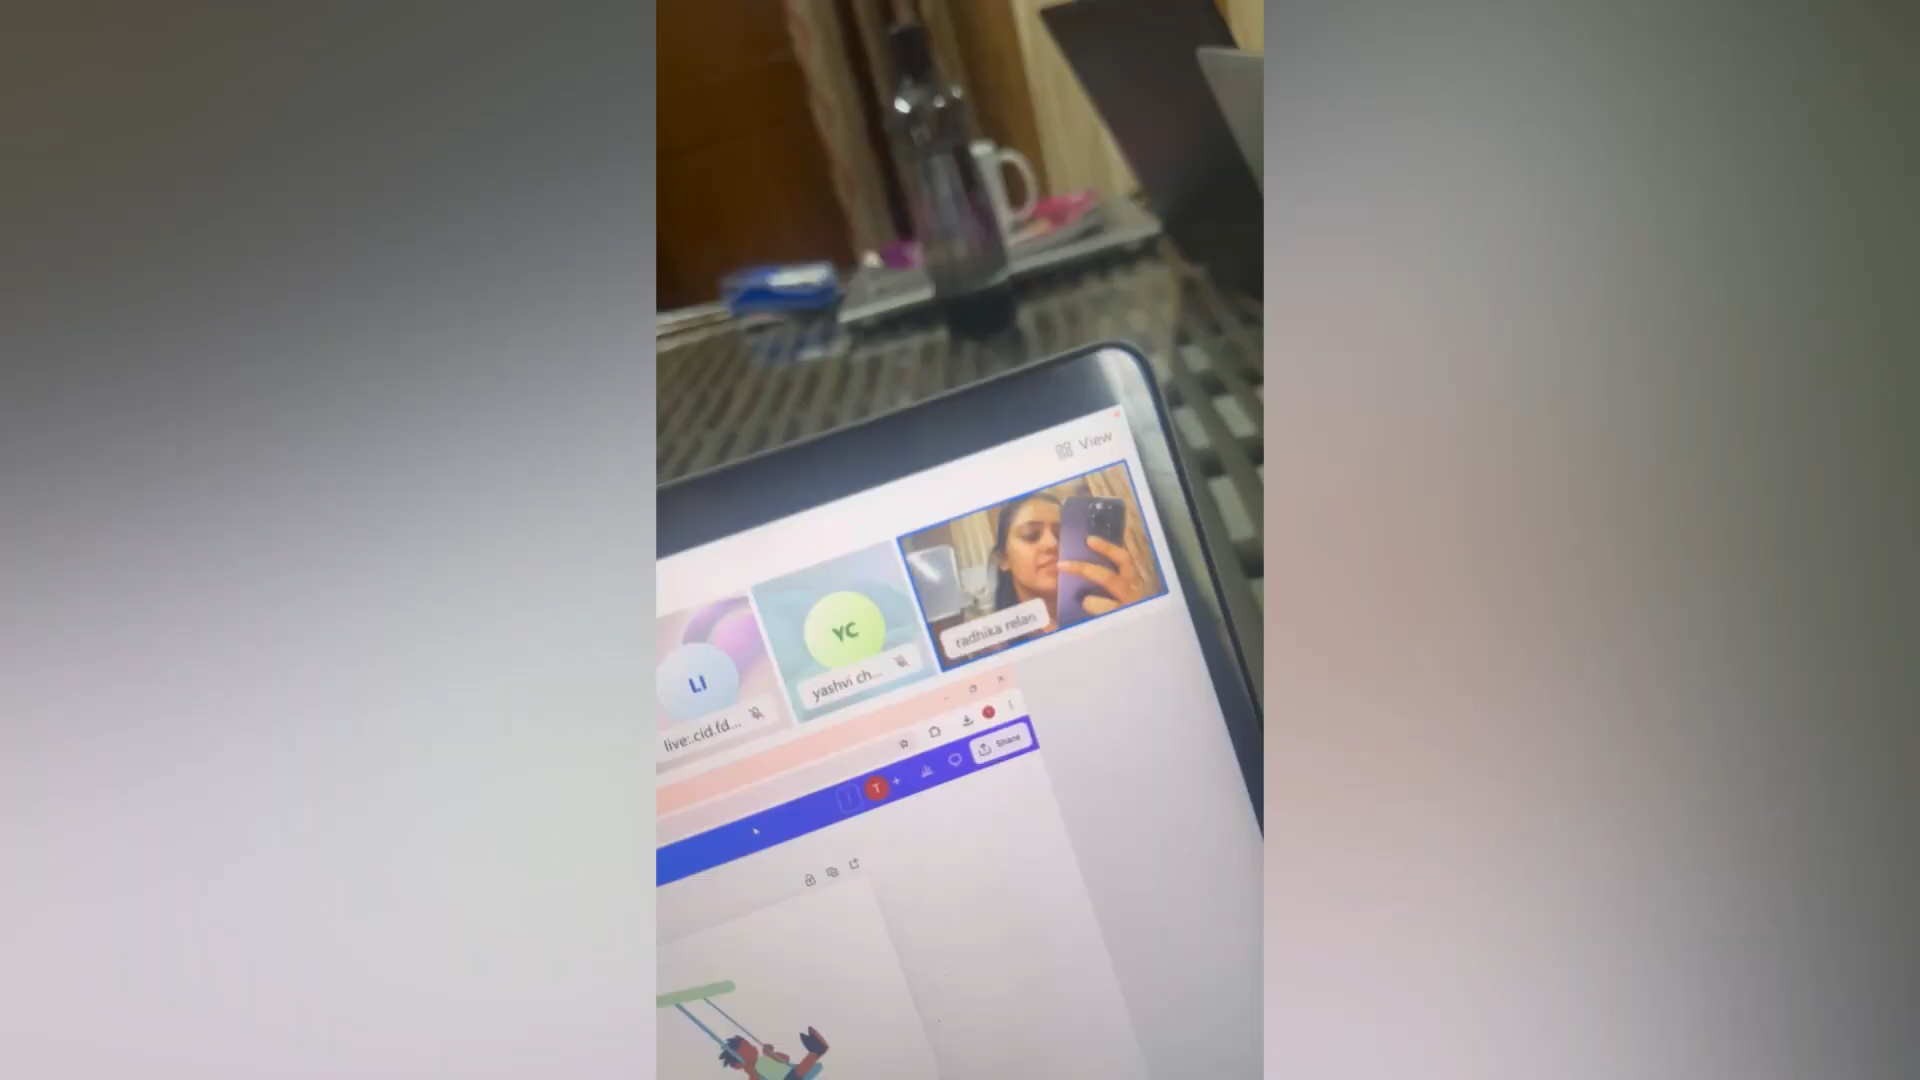 View
radhika relan
YC
yashvi ch...
LI
live:.cid.fd...
T
Share